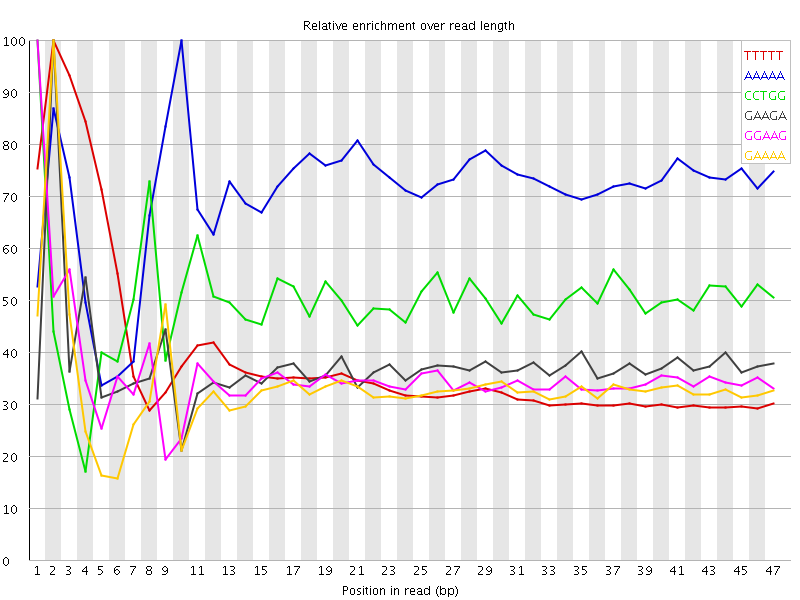 Relative enrichment over read length
100
90
80
70
60
50
40
30
20
10
0
TTTTT
AAAAA
CCTGG
GAAGA
GGAAG
GAAAA
1 2 3 4 5 6 7 8 9 11 13 15 17 19 21 23 25 27 29 31 33 35 37 39 41 43 45 47
Position in read (bp)